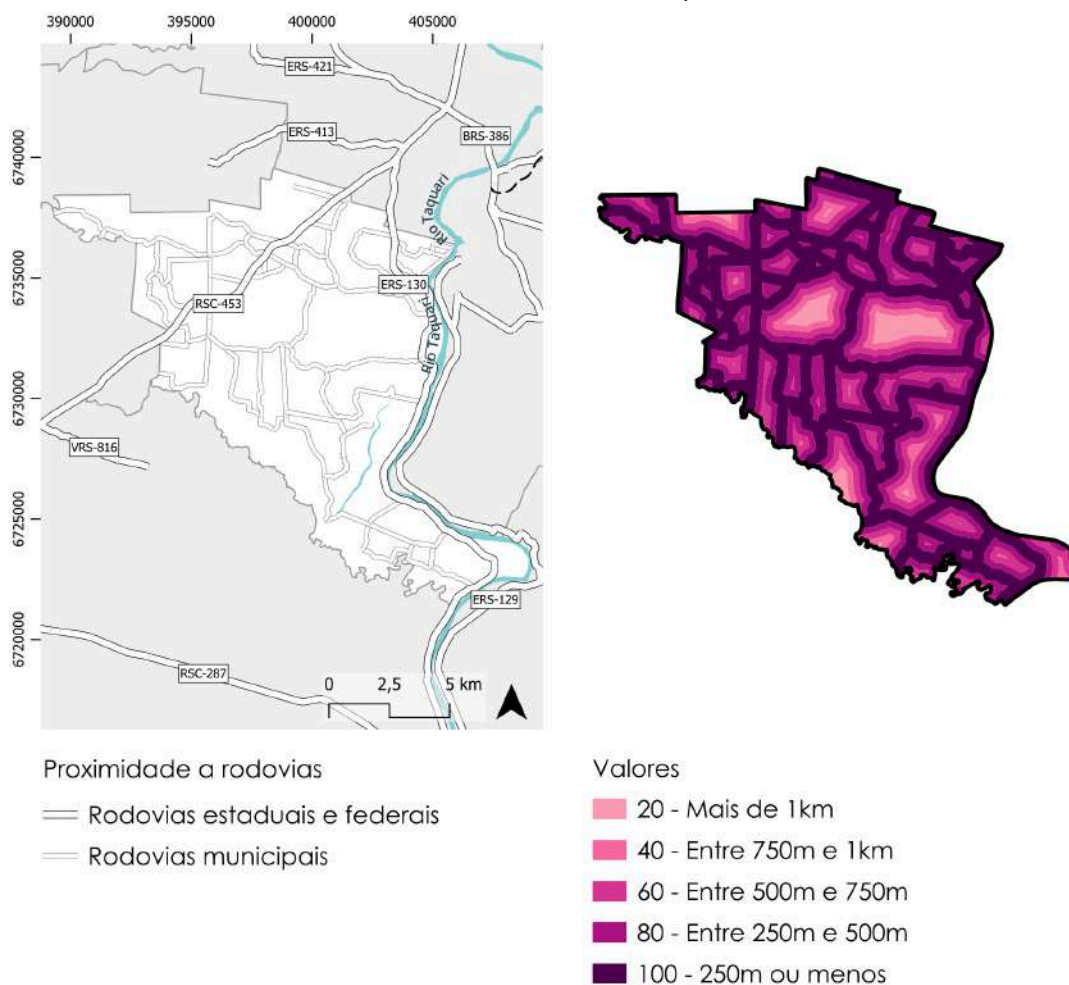 390000 395000 400000 405000
ERS-421
ERS-413
BRS-386
6740000
Rio Taquari
6735000
ERS-130
RSC-453
Rio Taquari
6730000
VRS-816
6725000
ERS-129
6720000
RSC-287
0 2,5 5 km
Proximidade a rodovias
Rodovias estaduais e federais
Rodovias municipais
Valores
20 - Mais de 1km
40 - Entre 750m e 1km
60 - Entre 500m e 750m
80 - Entre 250m e 500m
100 - 250m ou menos